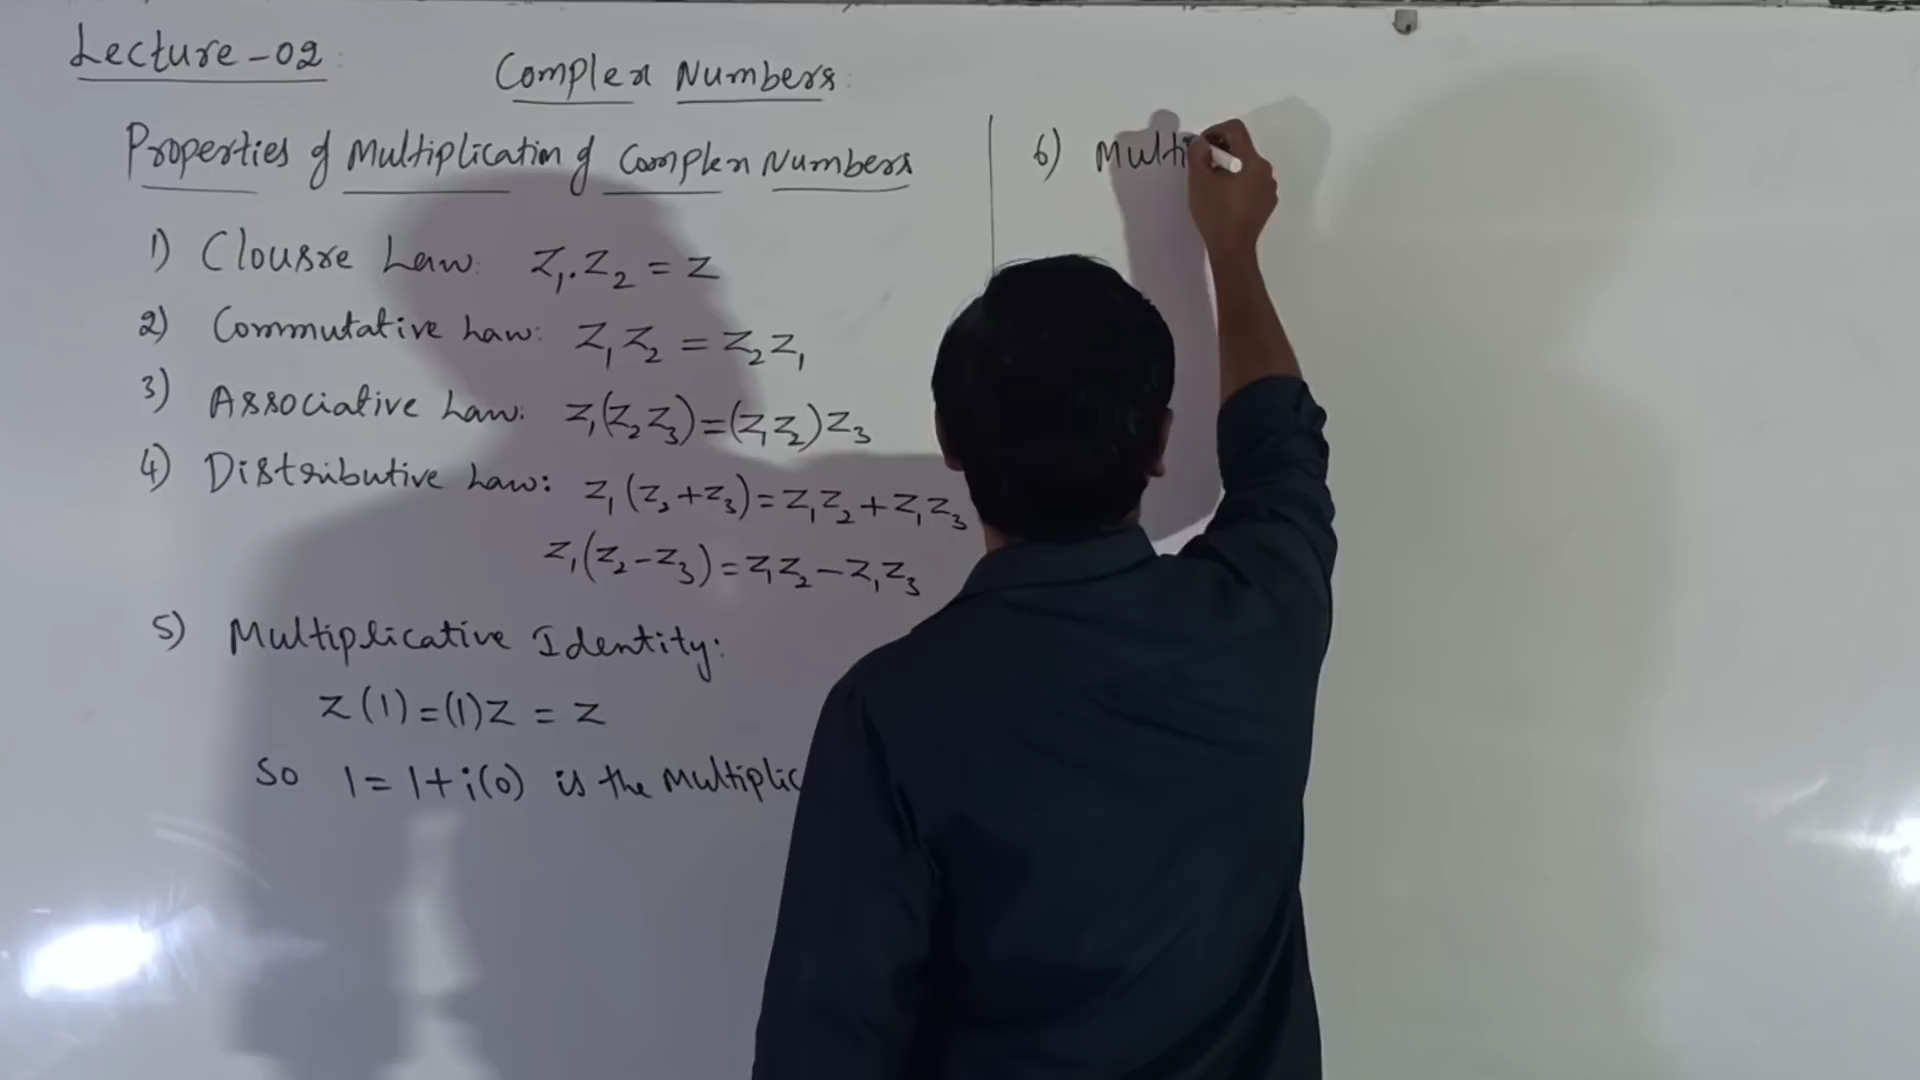 Lecture-02
Complex Numbers
Properties of Multiplication of Complex Numbers
1) Clousre Law: z₁.z₂ = z
2) Commutative Law: z₁z₂ = z₂z₁
3) Associative Law: z₁(z₂z₃)=(z₁z₂)z₃
4) Distributive Law: z₁(z₂+z₃)=z₁z₂+z₁z₃
z₁(z₂-z₃)=z₁z₂-z₁z₃
5) Multiplicative Identity:
z(1)=(1)z = z
So 1=1+i(0) is the multiplic
6) Multi